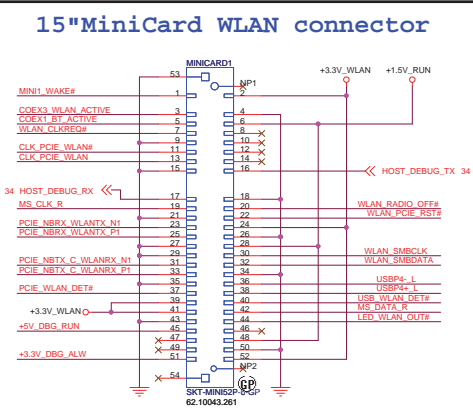 15"MiniCard WLAN connector
MINICARD1
+3.3V_WLAN
+1.5V_RUN
53
NP1
MINI1_WAKE#
1
2
COEX3_WLAN_ACTIVE
3
4
COEX1_BT_ACTIVE
5
6
WLAN_CLKREQ#
7
8
9
10
CLK_PCIE_WLAN#
11
12
CLK_PCIE_WLAN
13
14
15
16
HOST_DEBUG_TX 34
34 HOST_DEBUG_RX
17
18
MS_CLK_R
19
20
WLAN_RADIO_OFF#
21
22
WLAN_PCIE_RST#
PCIE_NBRX_WLANTX_N1
23
24
PCIE_NBRX_WLANTX_P1
25
26
27
28
29
30
WLAN_SMBCLK
PCIE_NBTX_C_WLANRX_N1
31
32
WLAN_SMBDATA
PCIE_NBTX_C_WLANRX_P1
33
34
35
36
USBP4-_L
PCIE_WLAN_DET#
37
38
USBP4+_L
39
40
USB_WLAN_DET#
+3.3V_WLAN
41
42
MS_DATA_R
43
44
LED_WLAN_OUT#
+5V_DBG_RUN
45
46
47
48
49
50
+3.3V_DBG_ALW
51
52
NP2
54
GP
SKT-MINI52P-6-GP
62.10043.261